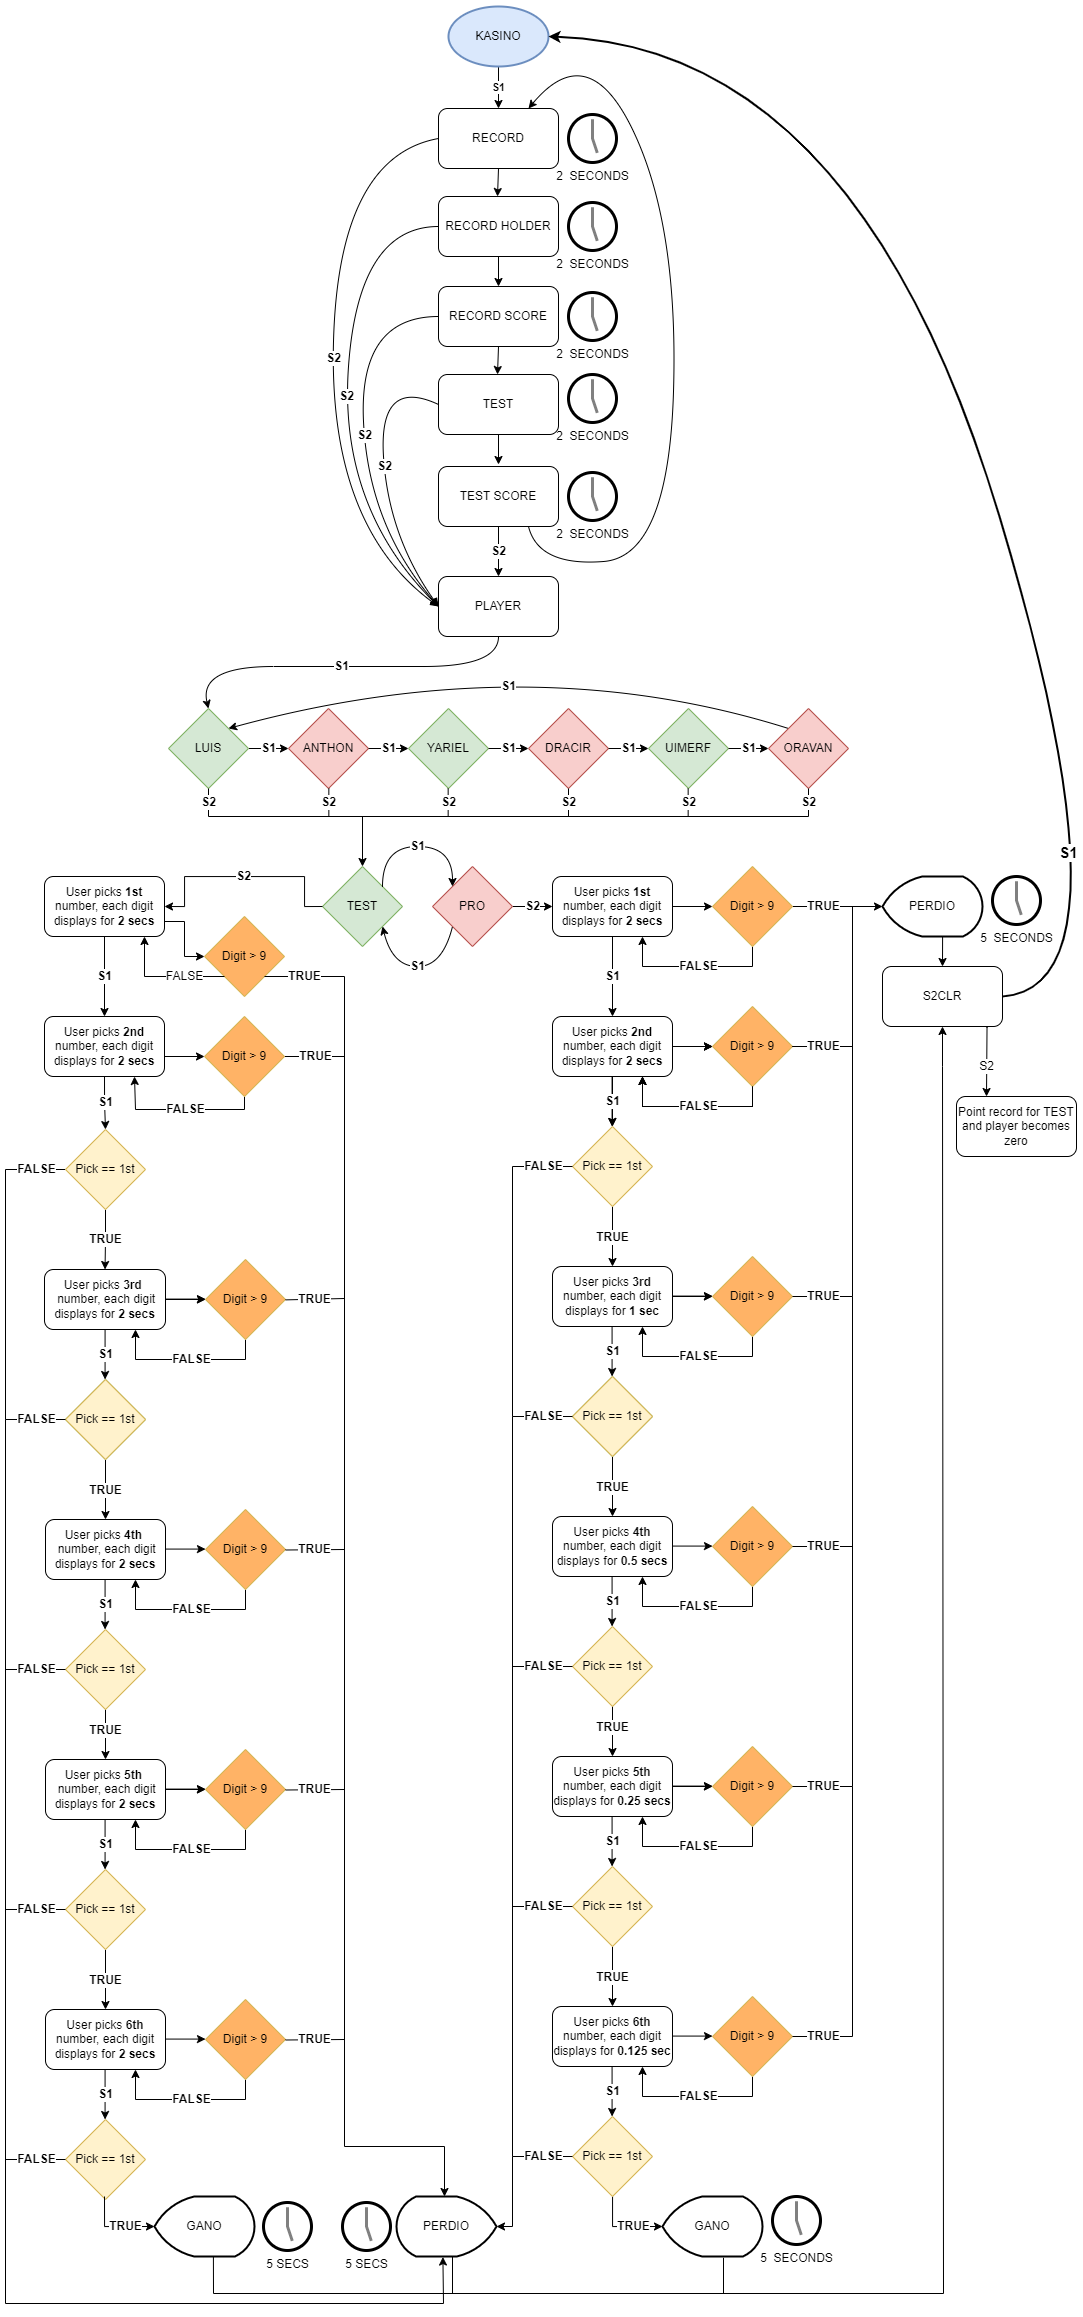 KASINO
S1
RECORD
2 SECONDS
RECORD HOLDER
2 SECONDS
RECORD SCORE
2 SECONDS
S2
TEST
S2
2 SECONDS
S2
S2
TEST SCORE
2 SECONDS
S2
PLAYER
S1
S1
LUIS
S1
ANTHON
S1
YARIEL
S1
DRACIR
S1
UIMERF
S1
ORAVAN
S2
S2
S2
S2
S2
S2
S1
S1
S2
TEST
PRO
S2
S1
User picks 1st
number, each digit
displays for 2 secs
Digit > 9
FALSE
TRUE
S1
User picks 2nd
number, each digit
displays for 2 secs
Digit > 9
TRUE
FALSE
S1
Pick == 1st
FALSE
TRUE
User picks 3rd
number, each digit
displays for 2 secs
Digit > 9
TRUE
FALSE
S1
Pick == 1st
FALSE
TRUE
User picks 4th
number, each digit
displays for 2 secs
Digit > 9
TRUE
FALSE
S1
Pick == 1st
FALSE
TRUE
User picks 5th
number, each digit
displays for 2 secs
Digit > 9
TRUE
FALSE
S1
Pick == 1st
FALSE
TRUE
User picks 6th
number, each digit
displays for 2 secs
Digit > 9
TRUE
FALSE
S1
Pick == 1st
FALSE
TRUE
GANO
5 SECS
5 SECS
PERDIO
User picks 1st
number, each digit
displays for 2 secs
Digit > 9
TRUE
FALSE
S1
User picks 2nd
number, each digit
displays for 2 secs
Digit > 9
TRUE
FALSE
S1
Pick == 1st
FALSE
TRUE
User picks 3rd
number, each digit
displays for 1 sec
Digit > 9
TRUE
FALSE
S1
Pick == 1st
FALSE
TRUE
User picks 4th
number, each digit
displays for 0.5 secs
Digit > 9
TRUE
FALSE
S1
Pick == 1st
FALSE
TRUE
User picks 5th
number, each digit
displays for 0.25 secs
Digit > 9
TRUE
FALSE
S1
Pick == 1st
FALSE
TRUE
User picks 6th
number, each digit
displays for 0.125 sec
Digit > 9
TRUE
FALSE
S1
Pick == 1st
FALSE
TRUE
GANO
5 SECONDS
PERDIO
5 SECONDS
S2CLR
S2
Point record for TEST
and player becomes
zero